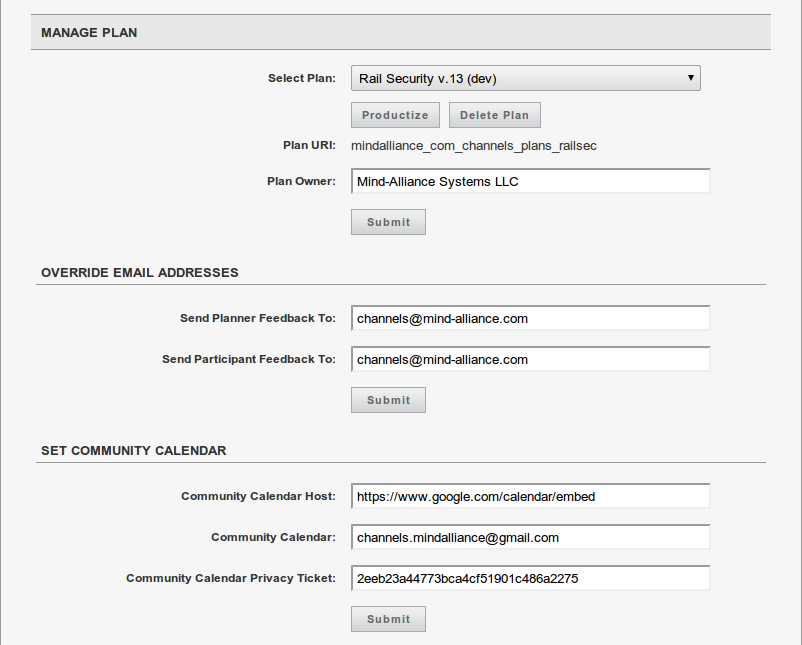 MANAGE PLAN
Select Plan: Rail Security v.13 (dev)
Productize Delete Plan
Plan URI: mindalliance_com_channels_plans_railsec
Plan Owner: Mind-Alliance Systems LLC
Submit
OVERRIDE EMAIL ADDRESSES
Send Planner Feedback To: channels@mind-alliance.com
Send Participant Feedback To: channels@mind-alliance.com
Submit
SET COMMUNITY CALENDAR
Community Calendar Host: https://www.google.com/calendar/embed
Community Calendar: channels.mindalliance@gmail.com
Community Calendar Privacy Ticket: 2eeb23a44773bca4cf51901c486a2275
Submit